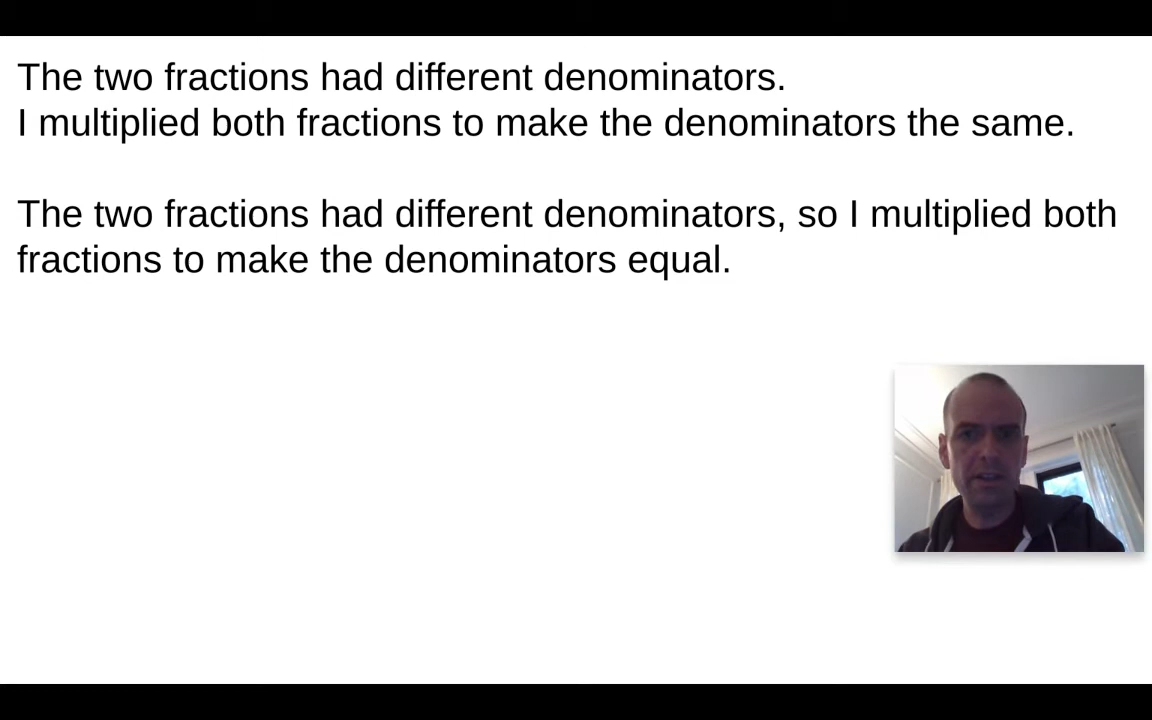 The two fractions had different denominators.
I multiplied both fractions to make the denominators the same.
The two fractions had different denominators, so I multiplied both
fractions to make the denominators equal.